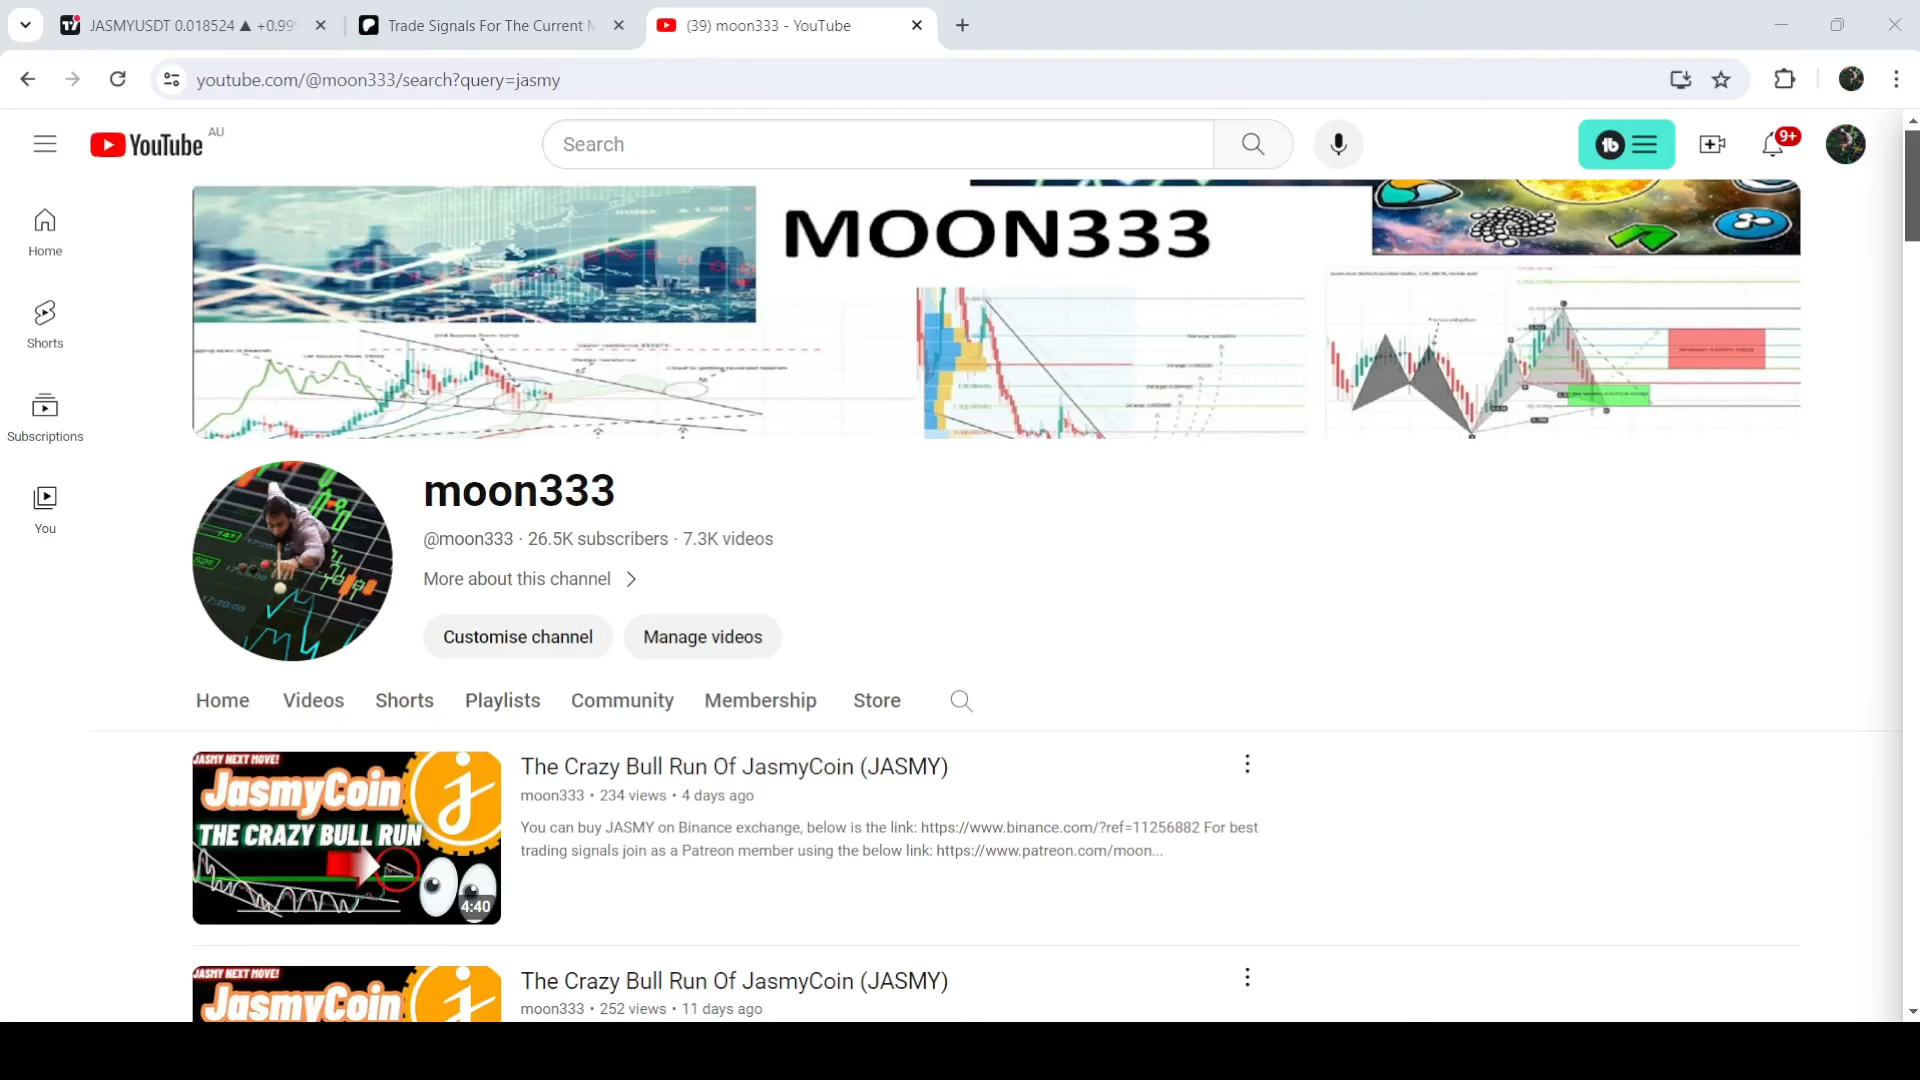 JASMYUSDT 0.018524 ▲ +0.99%
Trade Signals For The Current M
(39) moon333 - YouTube
youtube.com/@moon333/search?query=jasmy
YouTube AU
Search
9+
Home
Shorts
Subscriptions
You
MOON333
moon333
@moon333 · 26.5K subscribers · 7.3K videos
More about this channel
Customise channel
Manage videos
Home
Videos
Shorts
Playlists
Community
Membership
Store
JASMY NEXT MOVE!
JasmyCoin
THE CRAZY BULL RUN
4:40
The Crazy Bull Run Of JasmyCoin (JASMY)
moon333 • 234 views • 4 days ago
You can buy JASMY on Binance exchange, below is the link: https://www.binance.com/?ref=11256882 For best
trading signals join as a Patreon member using the below link: https://www.patreon.com/moon...
JASMY NEXT MOVE!
JasmyCoin
The Crazy Bull Run Of JasmyCoin (JASMY)
moon333 • 252 views • 11 days ago